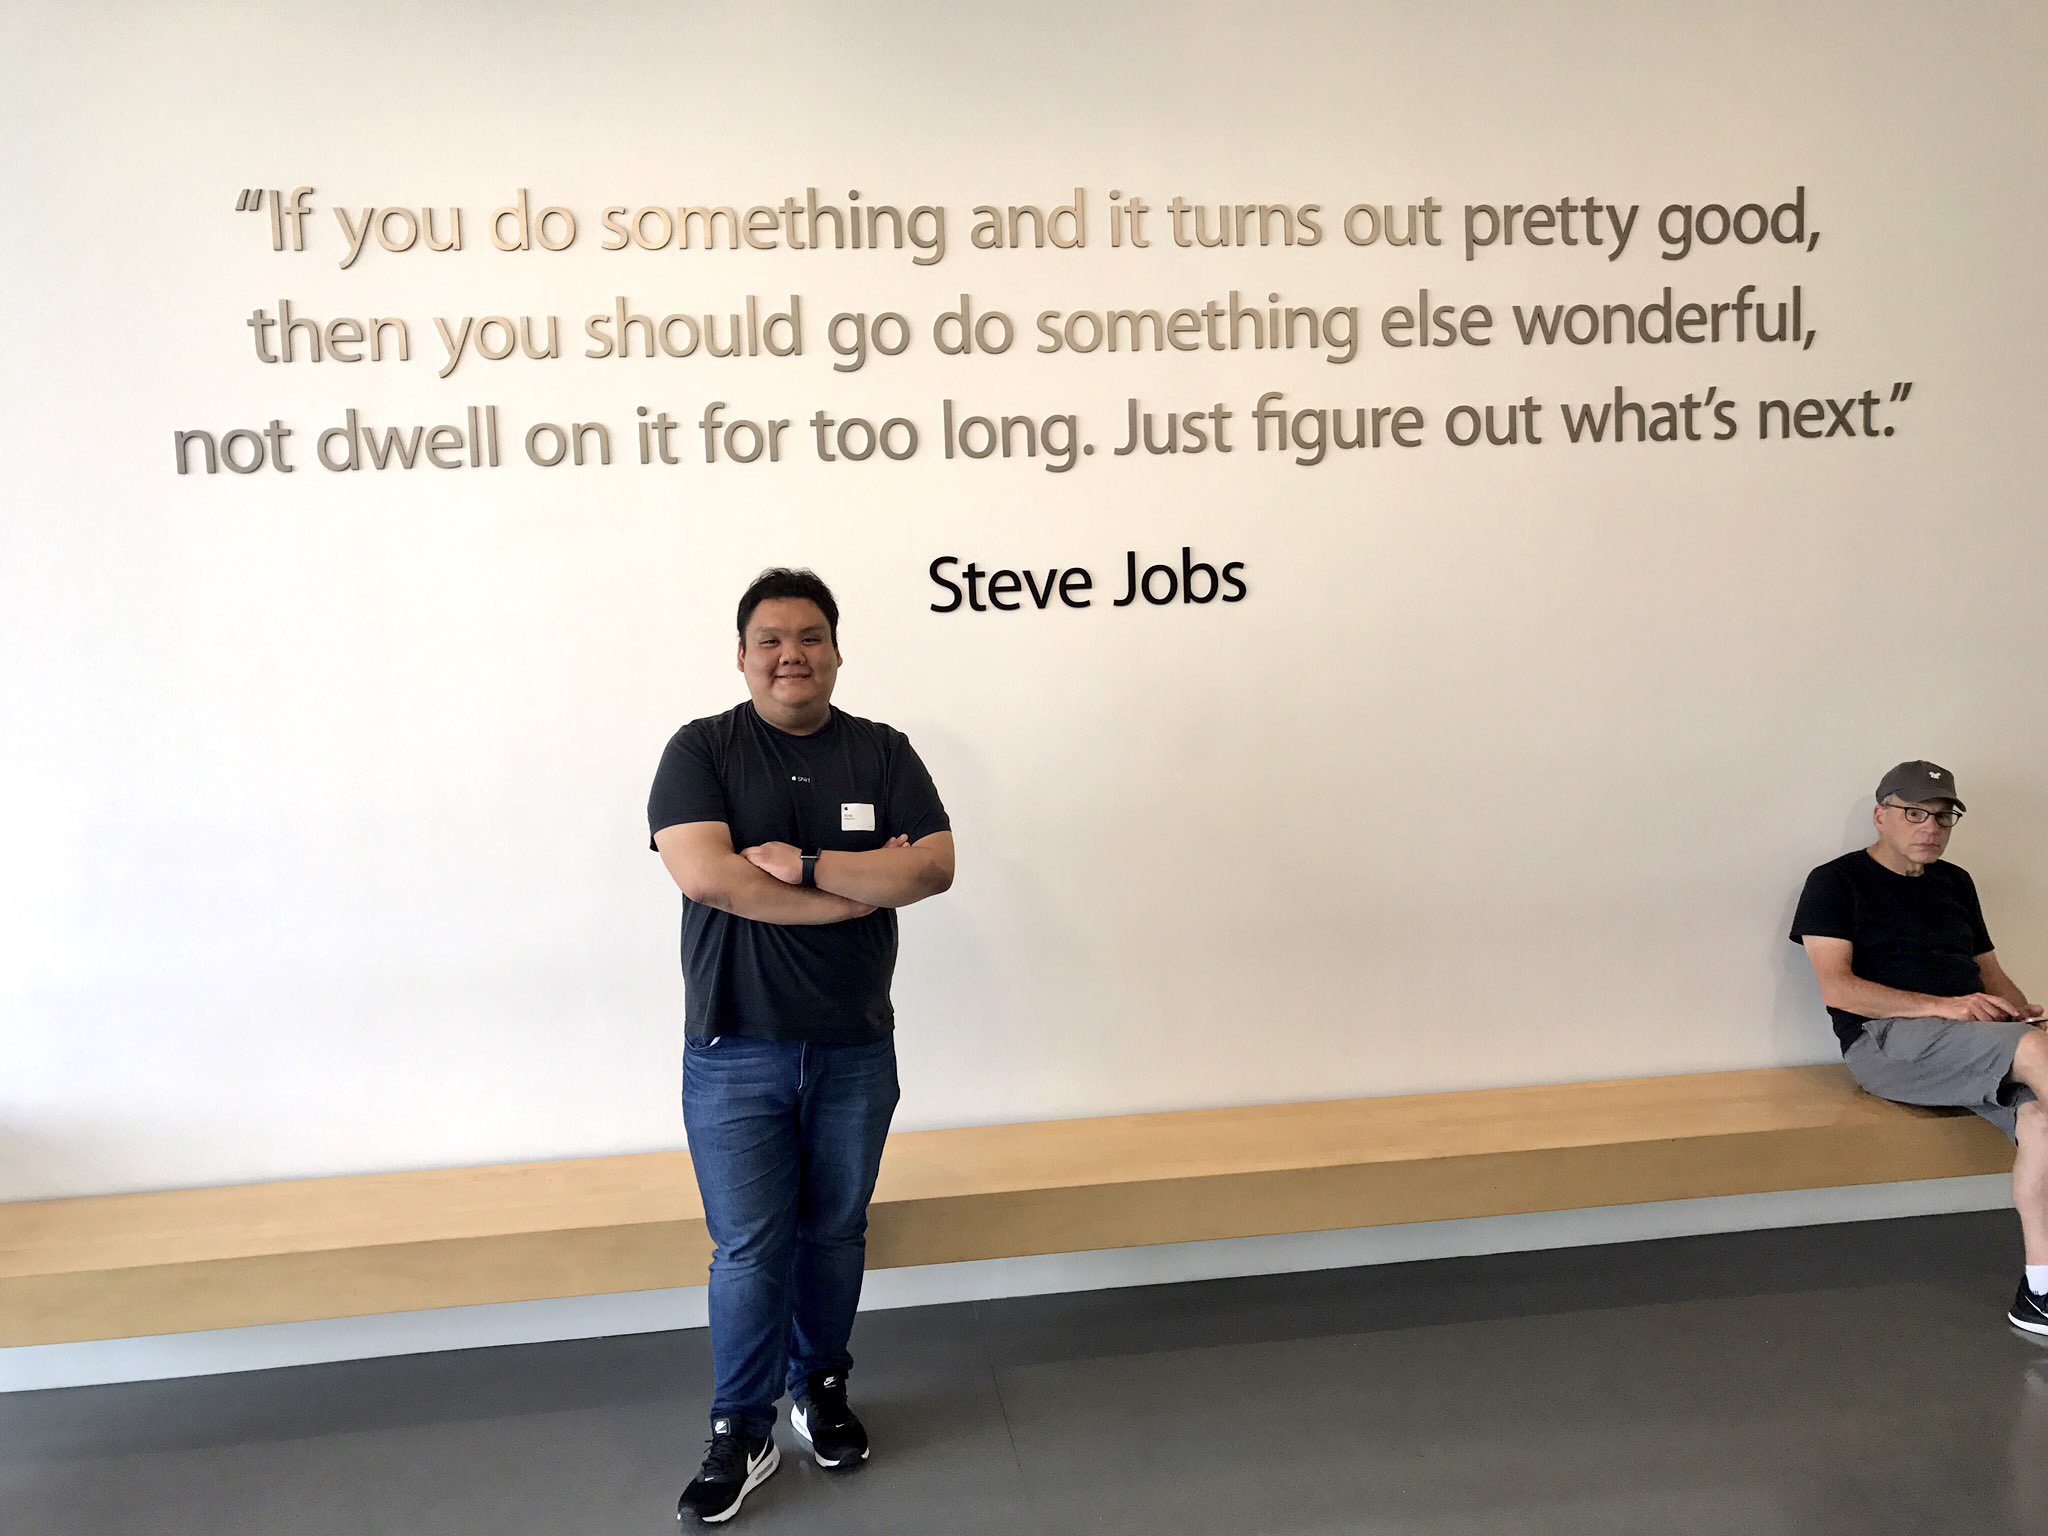 “If you do something and it turns out pretty good,
then you should go do something else wonderful,
not dwell on it for too long. Just figure out what’s next.”
Steve Jobs
Shirt